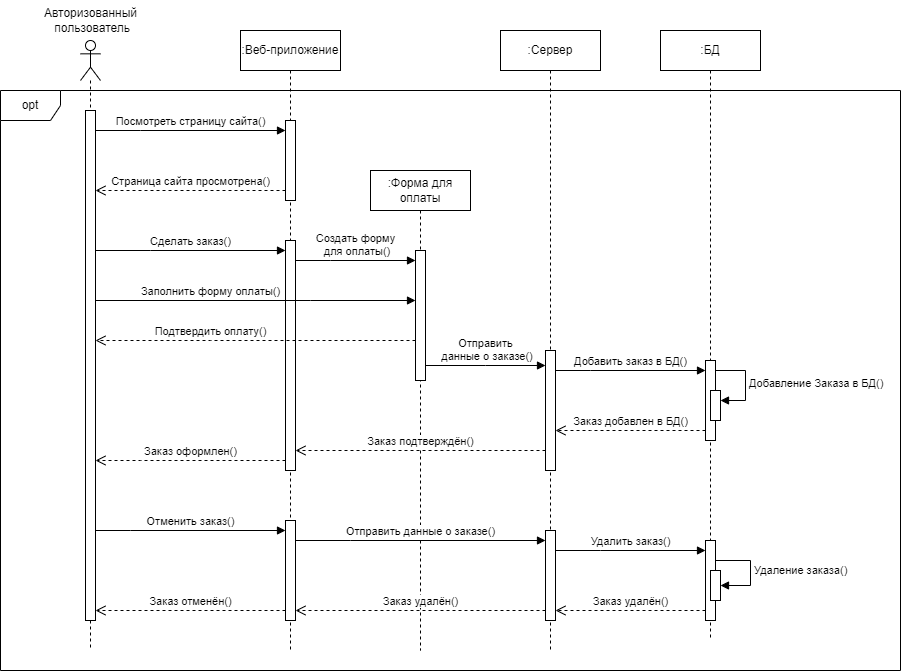 Авторизованный
пользователь
:Веб-приложение
:Сервер
:БД
opt
Посмотреть страницу сайта()
Страница сайта просмотрена()
:Форма для
оплаты
Сделать заказ()
Создать форму
для оплаты()
Заполнить форму оплаты()
Подтвердить оплату()
Отправить
данные о заказе()
Добавить заказ в БД()
Добавление Заказа в БД()
Заказ добавлен в БД()
Заказ подтверждён()
Заказ оформлен()
Отменить заказ()
Отправить данные о заказе()
Удалить заказ()
Удаление заказа()
Заказ отменён()
Заказ удалён()
Заказ удалён()